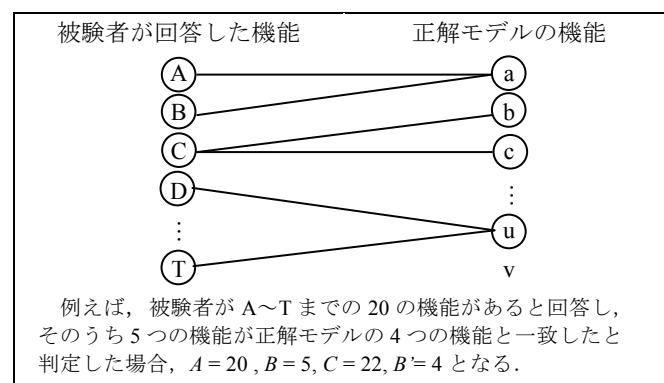 被験者が回答した機能 正解モデルの機能
A a
B b
C c
D ⋮
⋮ u
T v
例えば，被験者が A～T までの 20 の機能があると回答し，
そのうち 5 つの機能が正解モデルの 4 つの機能と一致したと
判定した場合，A = 20 , B = 5, C = 22, B’= 4 となる．